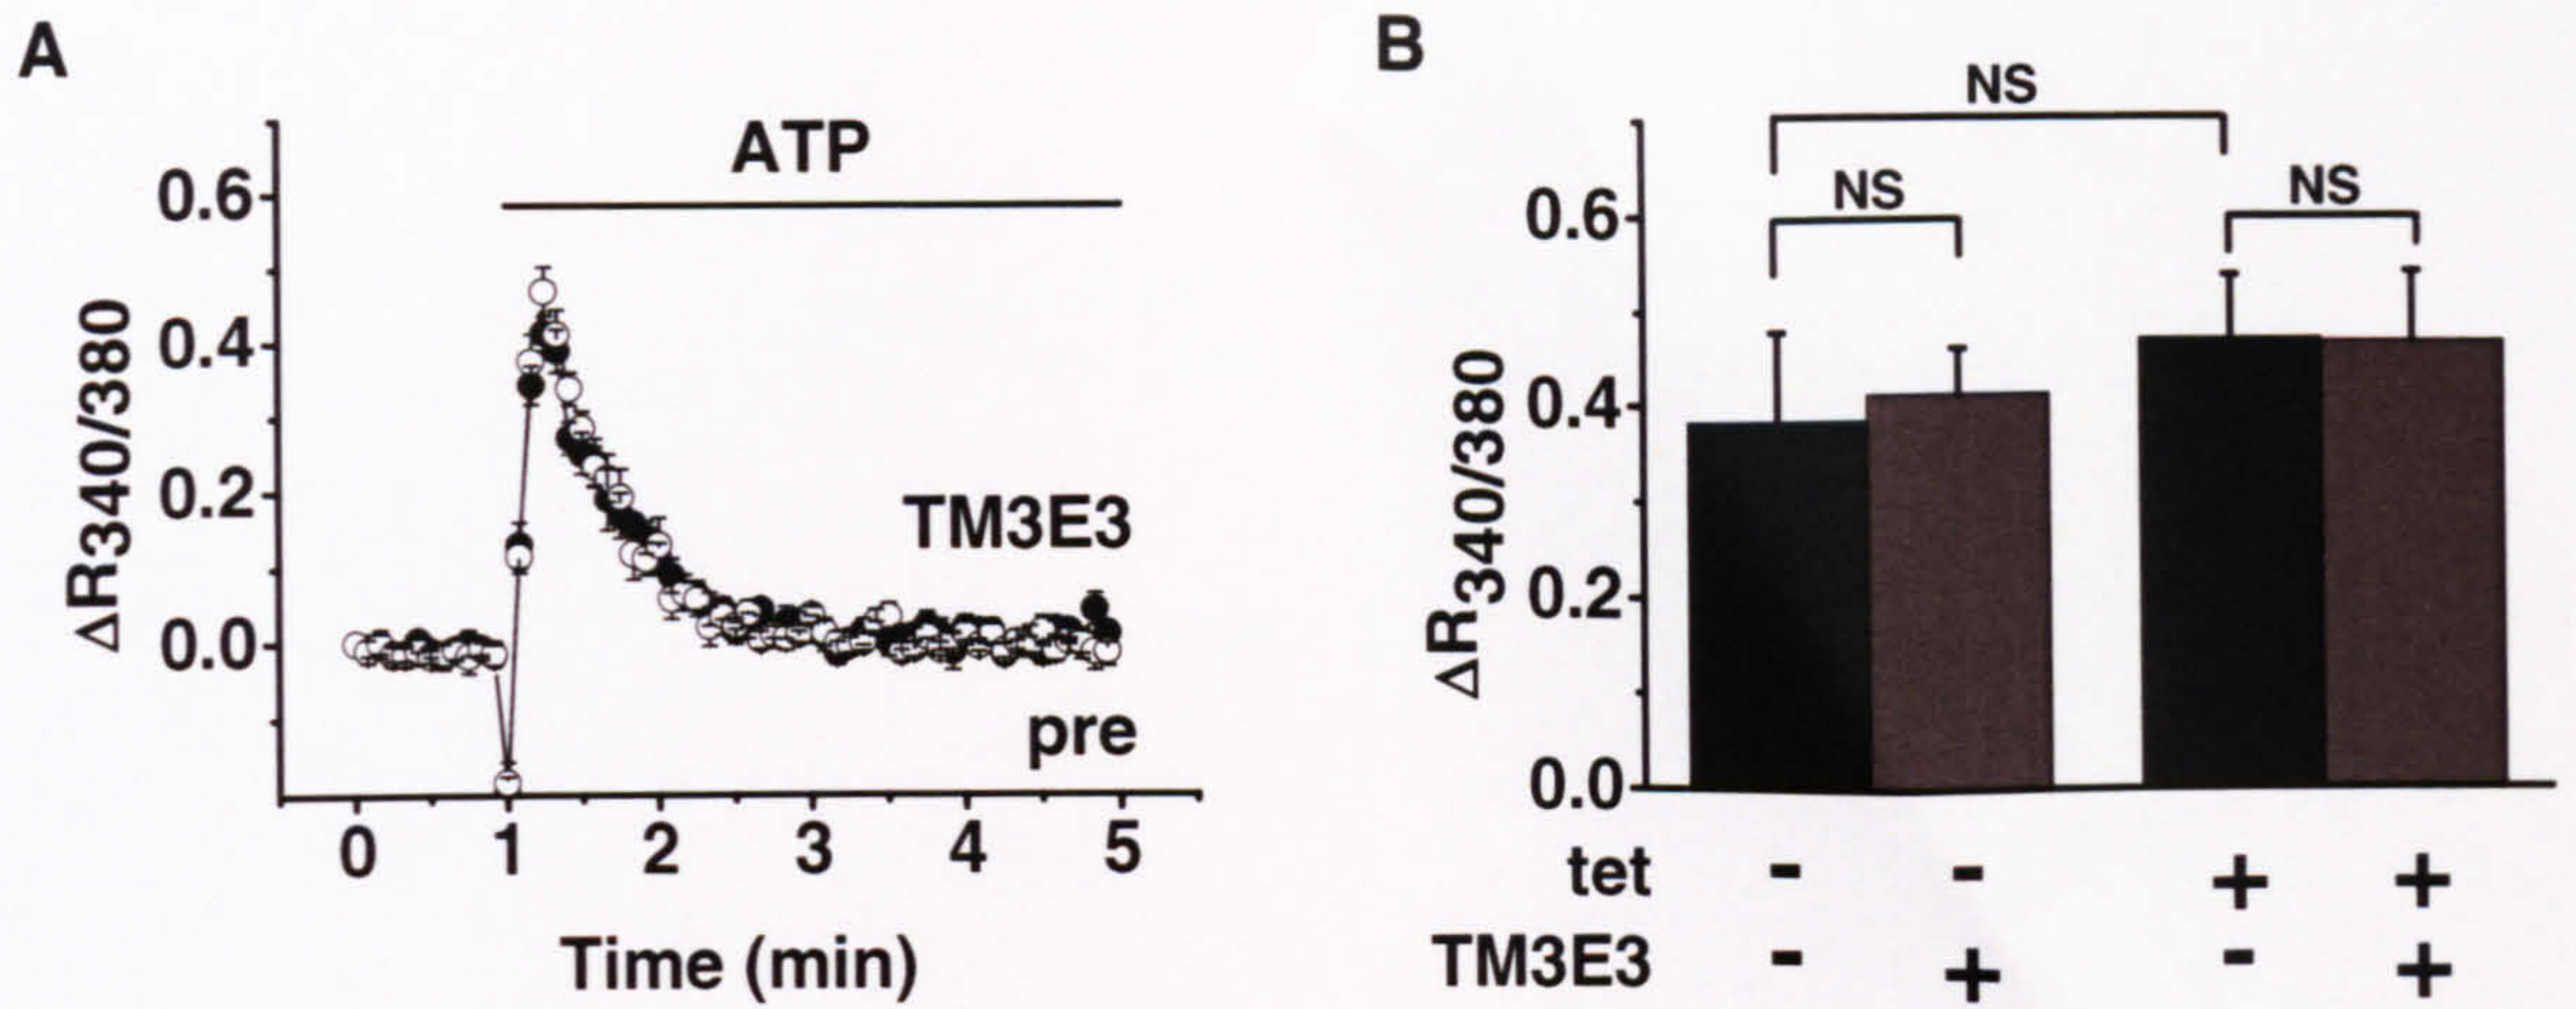 A
ATP
0.6
0.4
0.2
0.0
ΔR340/380
TM3E3
pre
0 1 2 3 4 5
Time (min)
B
NS
NS NS
0.6
0.4
0.2
0.0
ΔR340/380
tet - - + +
TM3E3 - + - +